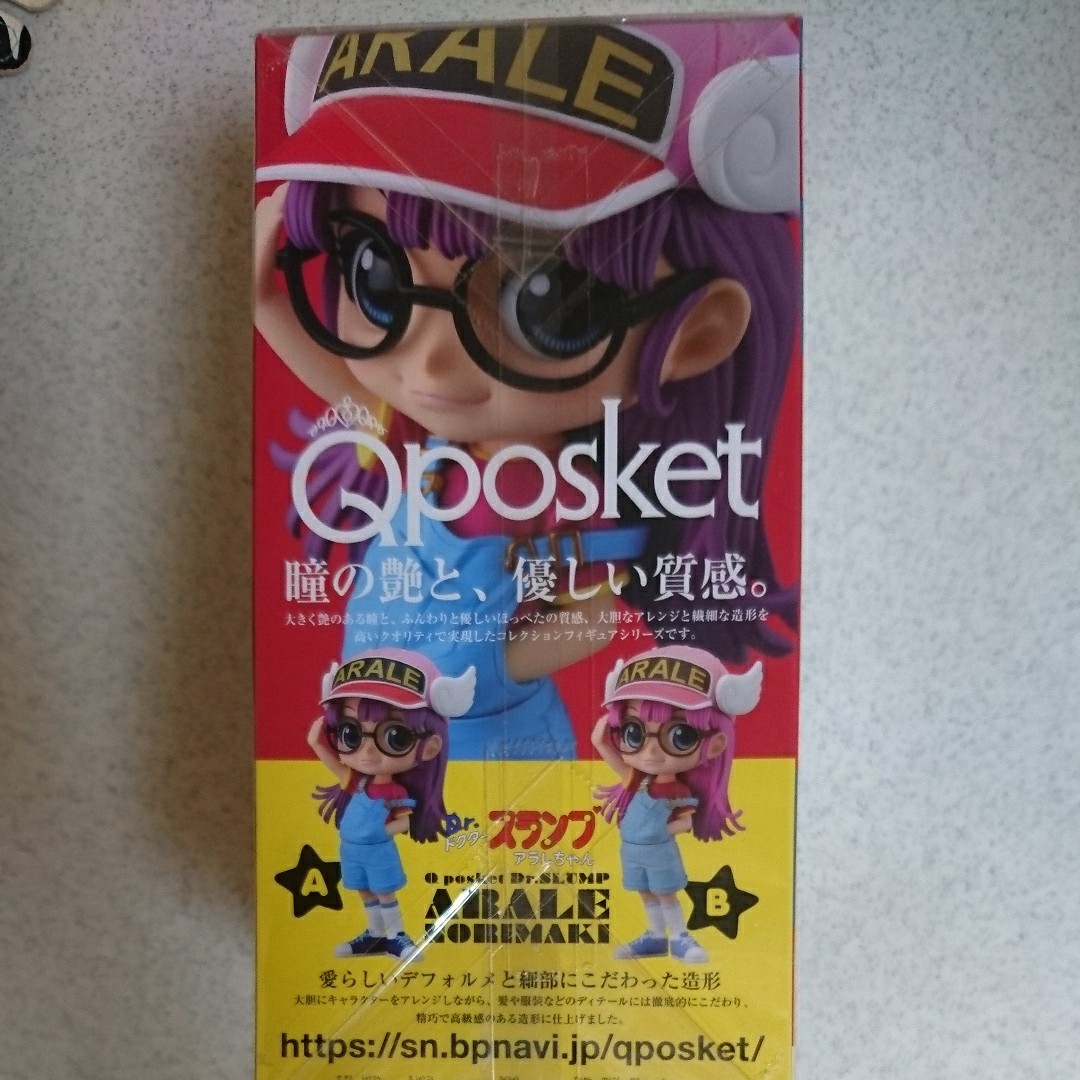 ARALE
Qposket
瞳の艶と、優しい質感。
大きく艶のある瞳と、ふんわりと優しいほっぺたの質感、大胆なアレンジと繊細な造形を
高いクオリティで実現したコレクションフィギュアシリーズです。
ARALE
ARALE
Dr.スランプ
ドクター
アラレちゃん
A
B
Q posket Dr.SLUMP
ARALE
NORIMAKI
愛らしいデフォルメと細部にこだわった造形
大胆にキャラクターをアレンジしながら、髪や服装などのディテールには徹底的にこだわり、
精巧で高級感のある造形に仕上げました。
https://sn.bpnavi.jp/qposket/